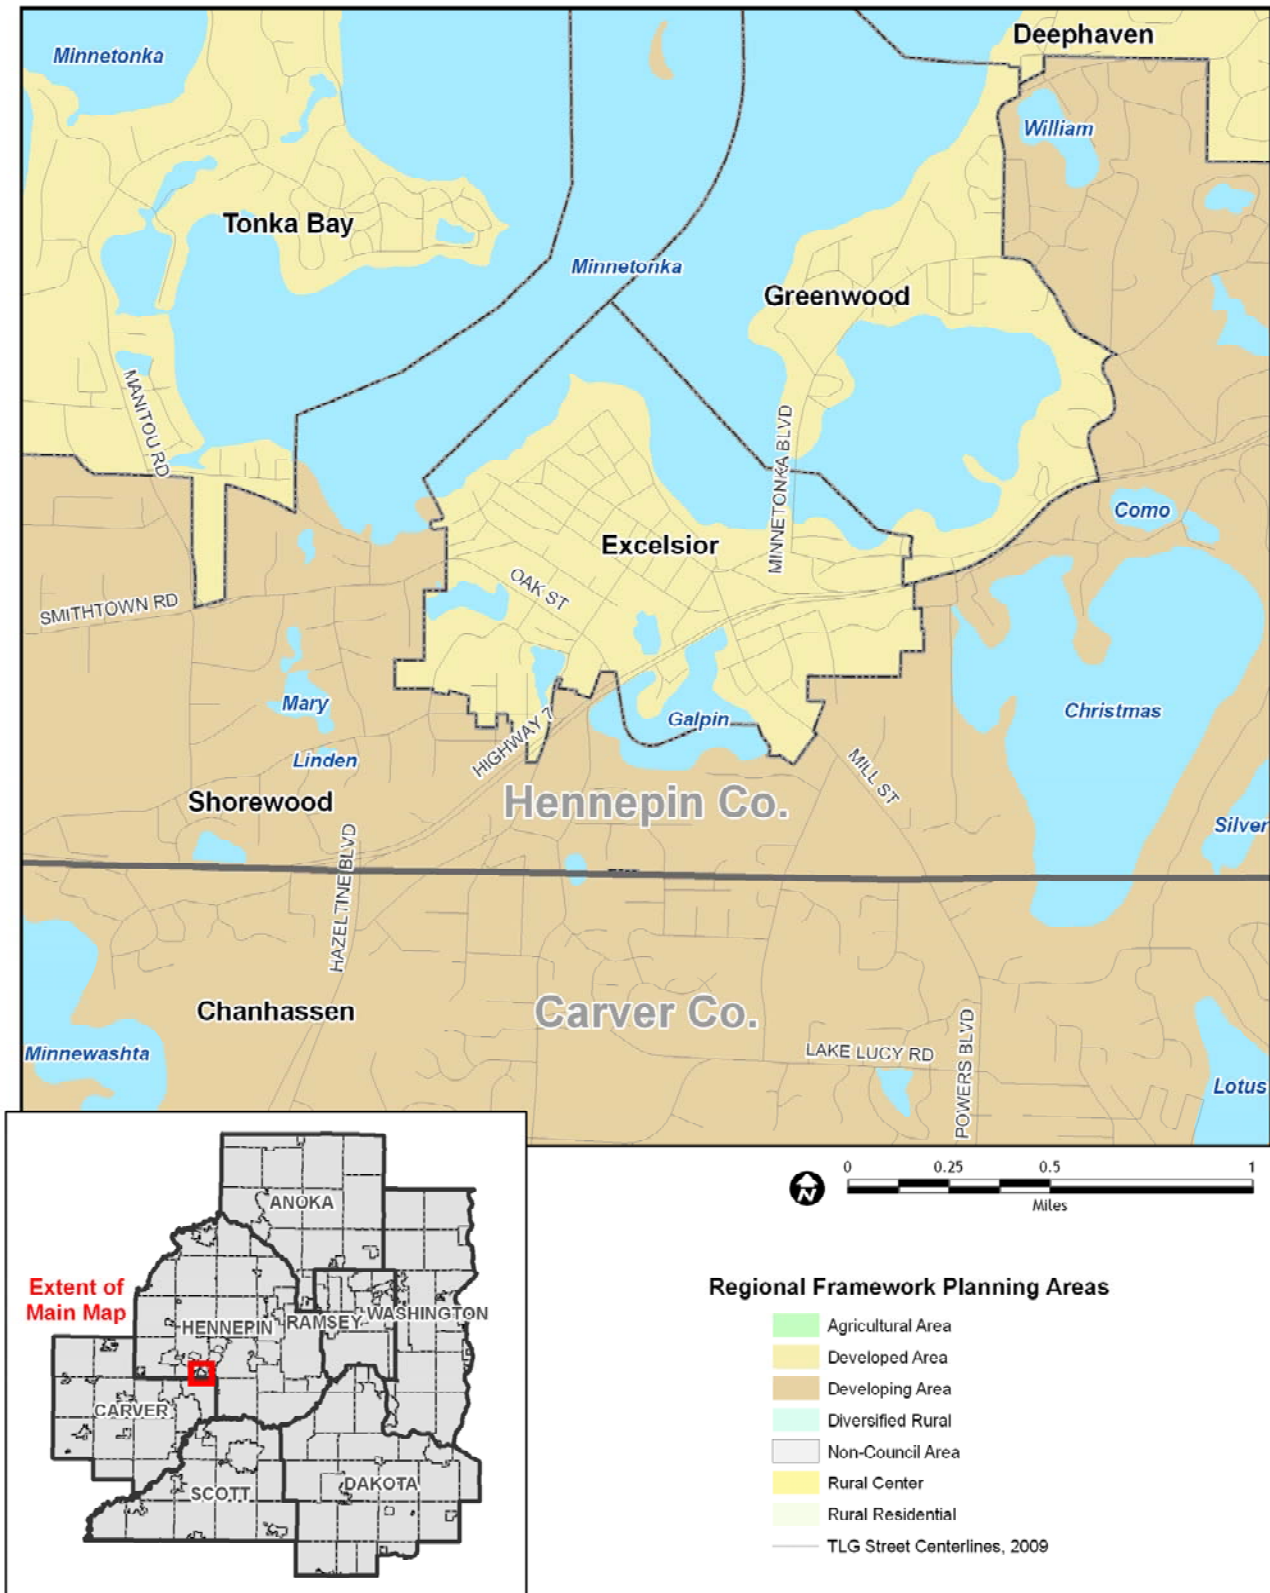 Deephaven
Minnetonka
William
Tonka Bay
Minnetonka
Greenwood
MANITOU RD
MINNETONKA BLVD
Como
Excelsior
OAK ST
SMITHTOWN RD
Mary
Christmas
Galpin
HIGHWAY 7
Linden
MILL ST
Shorewood
Hennepin Co.
Silver
HAZELTINE BLVD
Chanhassen
Carver Co.
Minnewashta
LAKE LUCY RD
POWERS BLVD
Lotus
ANOKA
Extent of
Main Map
HENNEPIN
RAMSEY
WASHINGTON
CARVER
SCOTT
DAKOTA
N
0 0.25 0.5 1
Miles
Regional Framework Planning Areas
Agricultural Area
Developed Area
Developing Area
Diversified Rural
Non-Council Area
Rural Center
Rural Residential
TLG Street Centerlines, 2009